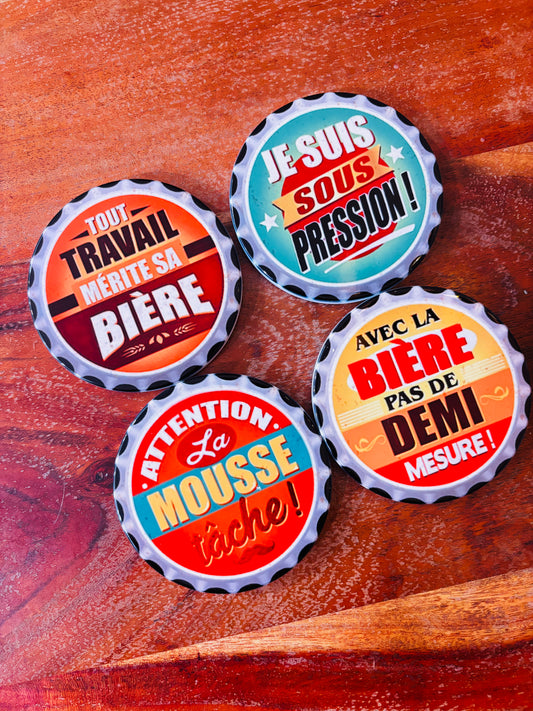 JE SUIS
SOUS
PRESSION !
TOUT
TRAVAIL
MÉRITE SA
BIÈRE
AVEC LA
BIÈRE
PAS DE
DEMI
MESURE !
• ATTENTION •
La
MOUSSE
tâche !